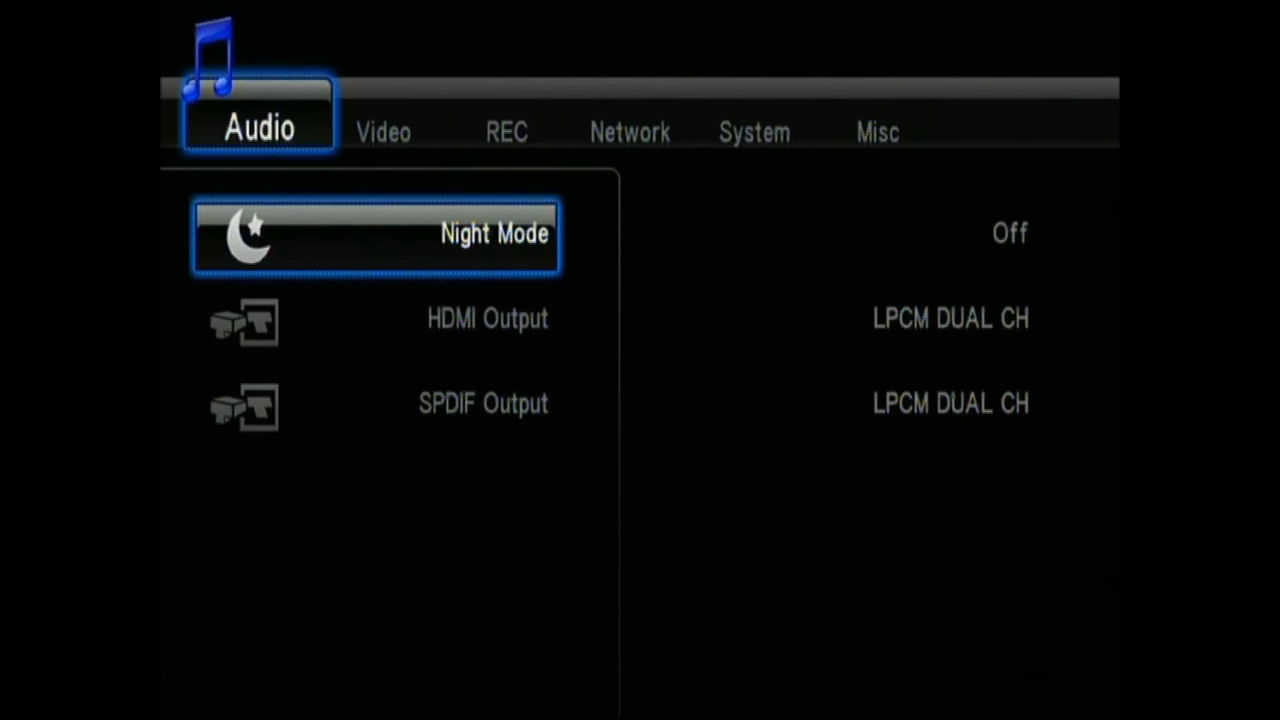 Audio Video REC Network System Misc
Night Mode Off
HDMI Output LPCM DUAL CH
SPDIF Output LPCM DUAL CH